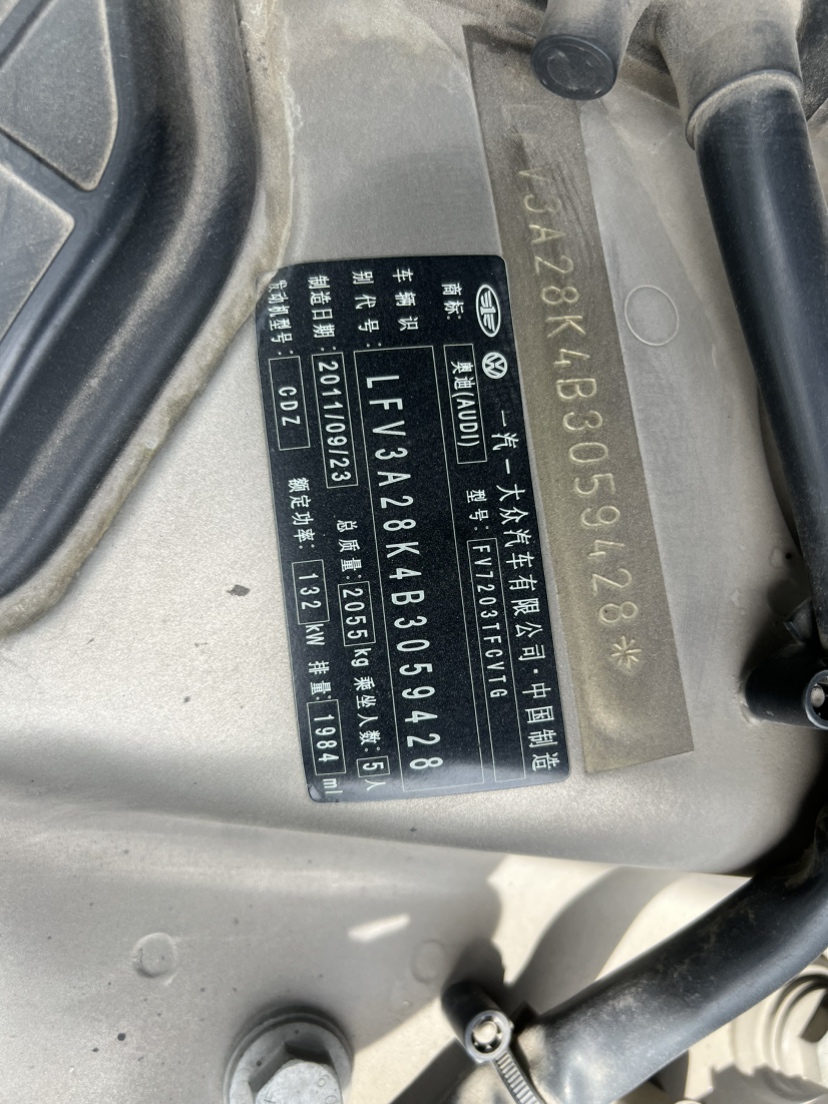 V3A28K4B3059428*
一汽一大众汽车有限公司·中国制造
商标: 奥迪(AUDI) 型号: FV7203TFCVTG
车辆识别代号: LFV3A28K4B3059428
制造日期: 2011/09/23 总质量: 2055 kg 乘坐人数: 5人
发动机型号: CDZ 额定功率: 132 kW 排量: 1984 ml